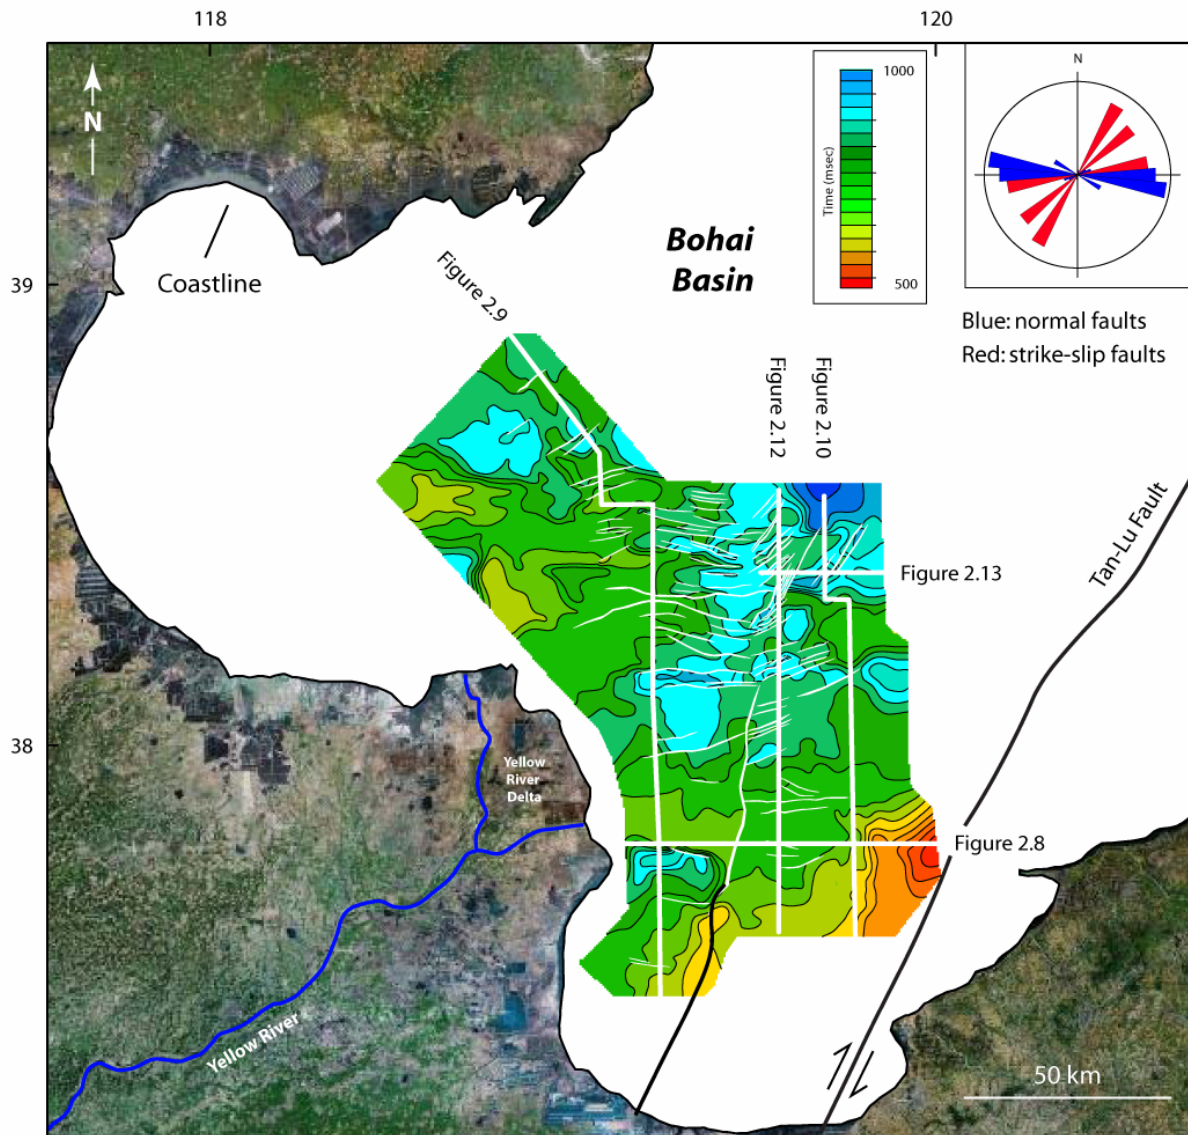 118
120
N
39
38
Coastline
Figure 2.9
Bohai
Basin
Time (msec)
1000
500
N
Blue: normal faults
Red: strike-slip faults
Figure 2.12
Figure 2.10
Figure 2.13
Tan-Lu Fault
Yellow
River
Delta
Figure 2.8
Yellow River
50 km